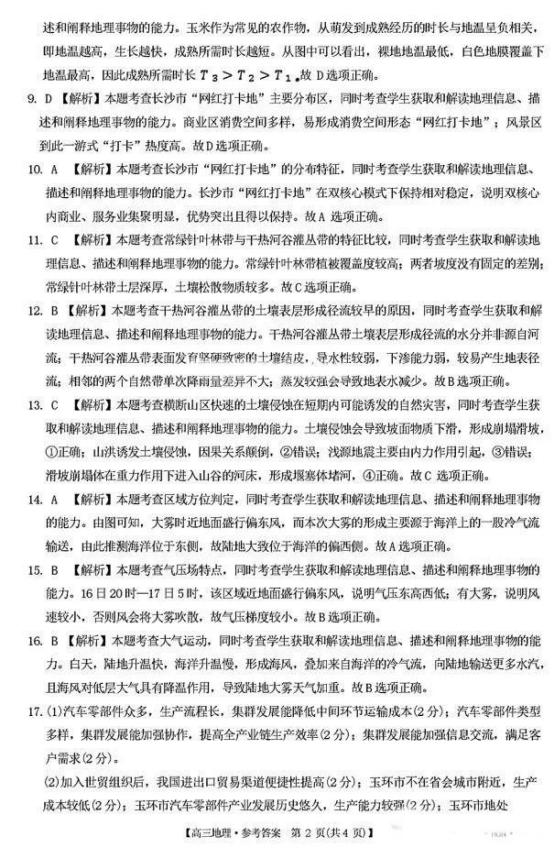 述和阐释地理事物的能力。玉米作为常见的农作物，从萌发到成熟经历的时长与地温呈负相关，
即地温越高，生长越快，成熟所需时长越短。从图中可以看出，裸地地温最低，白色地膜覆盖下
地温最高，因此成熟所需时长 T₃＞T₂＞T₁。故 D选项正确。
9. D 【解析】本题考查长沙市“网红打卡地”主要分布区，同时考查学生获取和解读地理信息、描
述和阐释地理事物的能力。商业区消费空间多样，易形成消费空间形态“网红打卡地”；风景区
到此一游式“打卡”热度高。故D选项正确。
10. A 【解析】本题考查长沙市“网红打卡地”的分布特征，同时考查学生获取和解读地理信息、
描述和阐释地理事物的能力。长沙市“网红打卡地”在双核心模式下保持相对稳定，说明双核心
内商业、服务业集聚明显，优势突出且得以保持。故A 选项正确。
11. C 【解析】本题考查常绿针叶林带与干热河谷灌丛带的特征比较，同时考查学生获取和解读地
理信息、描述和阐释地理事物的能力。常绿针叶林带植被覆盖度较高；两者坡度没有固定的差别；
常绿针叶林带土层深厚，土壤松散物质较多。故C选项正确。
12. B 【解析】本题考查干热河谷灌丛带的土壤表层形成径流较早的原因，同时考查学生获取和解
读地理信息、描述和阐释地理事物的能力。干热河谷灌丛带土壤表层形成径流的水分并非源自河
流；干热河谷灌丛带表面发育坚硬致密的土壤结皮，导水性较弱，下渗能力弱，较易产生地表径
流；相邻的两个自然带单次降雨量差异不大；蒸发较强会导致地表水减少。故B选项正确。
13. C 【解析】本题考查横断山区快速的土壤侵蚀在短期内可能诱发的自然灾害，同时考查学生获
取和解读地理信息、描述和阐释地理事物的能力。土壤侵蚀会导致坡面物质下滑，形成崩塌滑坡，
①正确；山洪诱发土壤侵蚀，因果关系颠倒，②错误；浅源地震主要由内力作用引起，③错误；
滑坡崩塌体在重力作用下进入山谷的河床，形成堰塞体堵河，④正确。故C 选项正确。
14. A 【解析】本题考查区域方位判定，同时考查学生获取和解读地理信息、描述和阐释地理事物
的能力。由图可知，大雾时近地面盛行偏东风，而本次大雾的形成主要源于海洋上的一股冷气流
输送，由此推测海洋位于东侧，故陆地大致位于海洋的偏西侧。故A选项正确。
15. B 【解析】本题考查气压场特点，同时考查学生获取和解读地理信息、描述和阐释地理事物的
能力。16日20时—17日5时，该区域近地面盛行偏东风，说明气压东高西低；有大雾，说明风
速较小，否则风会将大雾吹散，故气压梯度较小。故B选项正确。
16. B 【解析】本题考查大气运动，同时考查学生获取和解读地理信息、描述和阐释地理事物的能
力。白天，陆地升温快，海洋升温慢，形成海风，叠加来自海洋的冷气流，向陆地输送更多水汽，
且海风对低层大气具有降温作用，导致陆地大雾天气加重。故B选项正确。
17. (1)汽车零部件众多，生产流程长，集群发展能降低中间环节运输成本(2分)；汽车零部件类型
多样，集群发展能加强协作，提高全产业链生产效率(2分)；集群发展能加强信息交流，满足客
户需求(2分)。
(2)加入世贸组织后，我国进出口贸易渠道便捷性提高(2分)；玉环市不在省会城市附近，生产
成本较低(2分)；玉环市汽车零部件产业发展历史悠久，生产能力较强(2分)；玉环市地处
【高三地理·参考答案 第2页(共4页)】